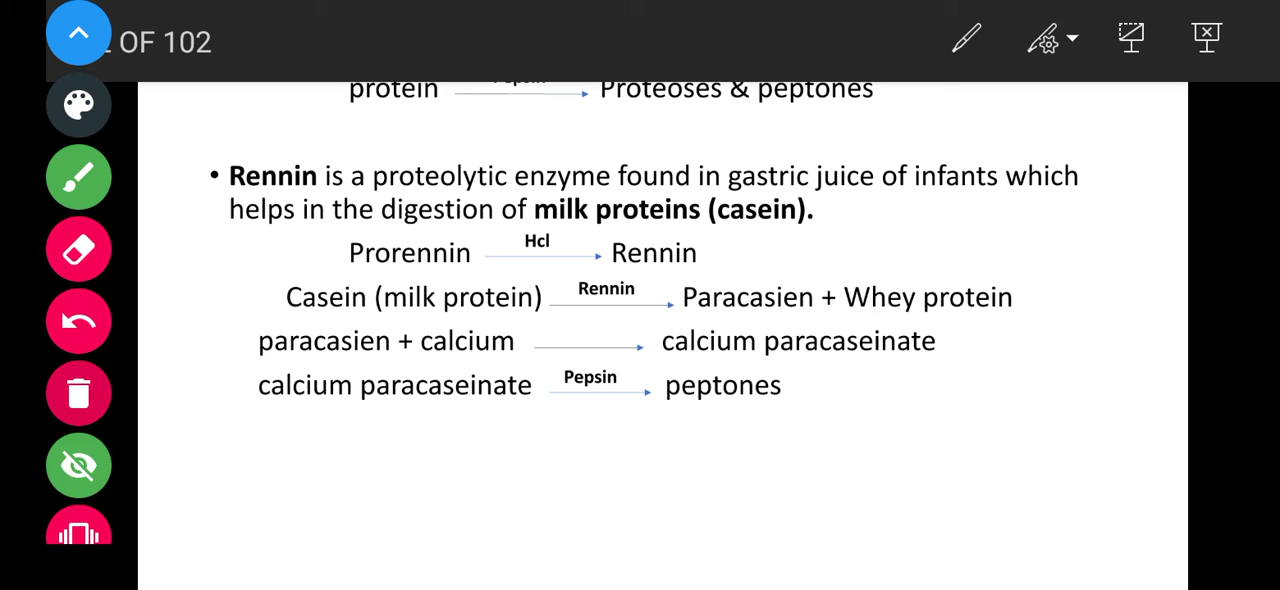 OF 102
protein Proteoses & peptones
• Rennin is a proteolytic enzyme found in gastric juice of infants which
helps in the digestion of milk proteins (casein).
Prorennin Hcl Rennin
Casein (milk protein) Rennin Paracasien + Whey protein
paracasien + calcium calcium paracaseinate
calcium paracaseinate Pepsin peptones